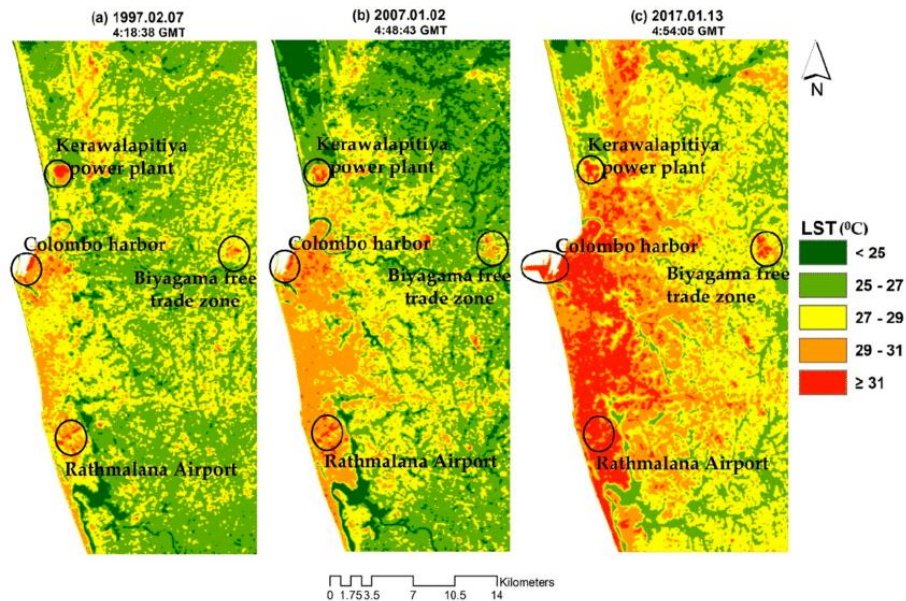 (a) 1997.02.07
4:18:38 GMT
Kerawalapitiya
power plant
Colombo harbor
Biyagama free
trade zone
Rathmalana Airport
(b) 2007.01.02
4:48:43 GMT
Kerawalapitiya
power plant
Colombo harbor
Biyagama free
trade zone
Rathmalana Airport
(c) 2017.01.13
4:54:05 GMT
Kerawalapitiya
power plant
Colombo harbor
Biyagama free
trade zone
Rathmalana Airport
N
LST (⁰C)
< 25
25 - 27
27 - 29
29 - 31
≥ 31
Kilometers
0 1.75 3.5 7 10.5 14